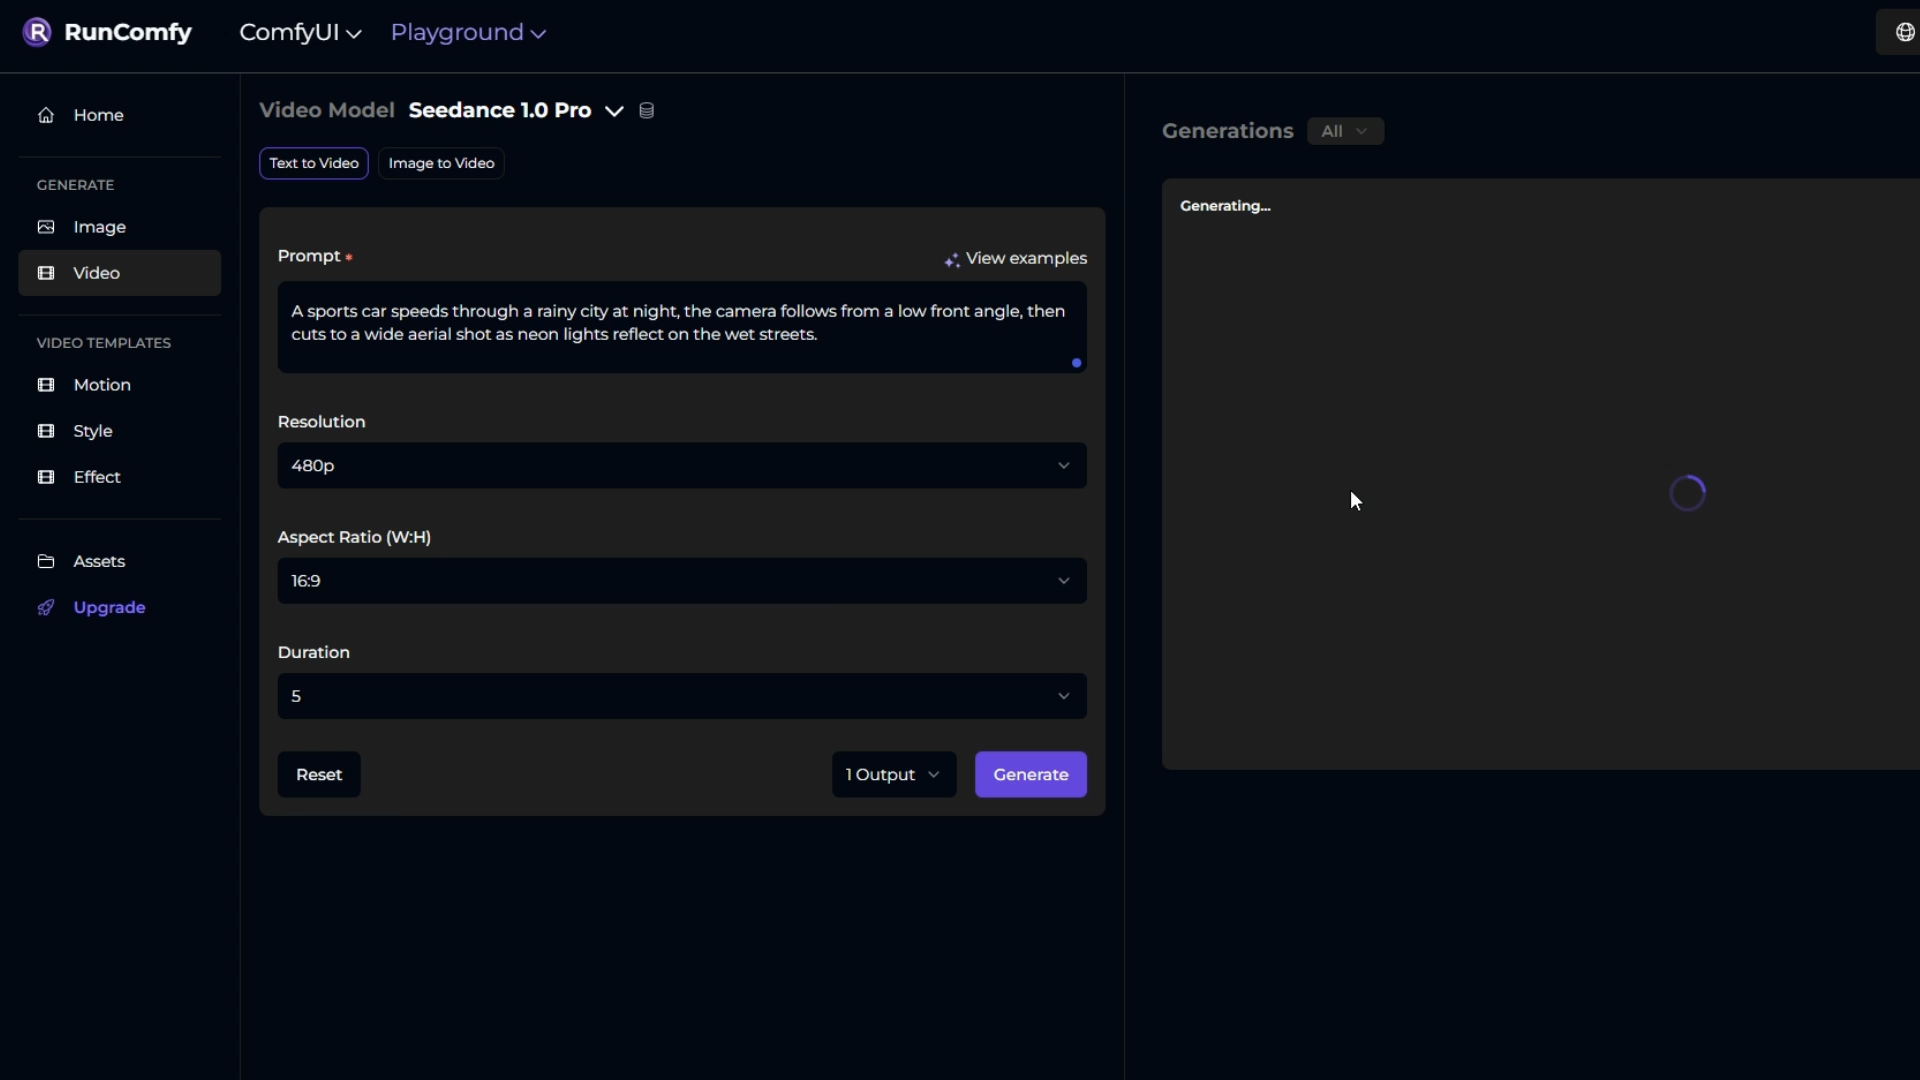 RunComfy
ComfyUI
Playground
Home
GENERATE
Image
Video
VIDEO TEMPLATES
Motion
Style
Effect
Assets
Upgrade
Video Model Seedance 1.0 Pro
Text to Video
Image to Video
Prompt *
View examples
A sports car speeds through a rainy city at night, the camera follows from a low front angle, then
cuts to a wide aerial shot as neon lights reflect on the wet streets.
Resolution
480p
Aspect Ratio (W:H)
16:9
Duration
5
Reset
1 Output
Generate
Generations
All
Generating...